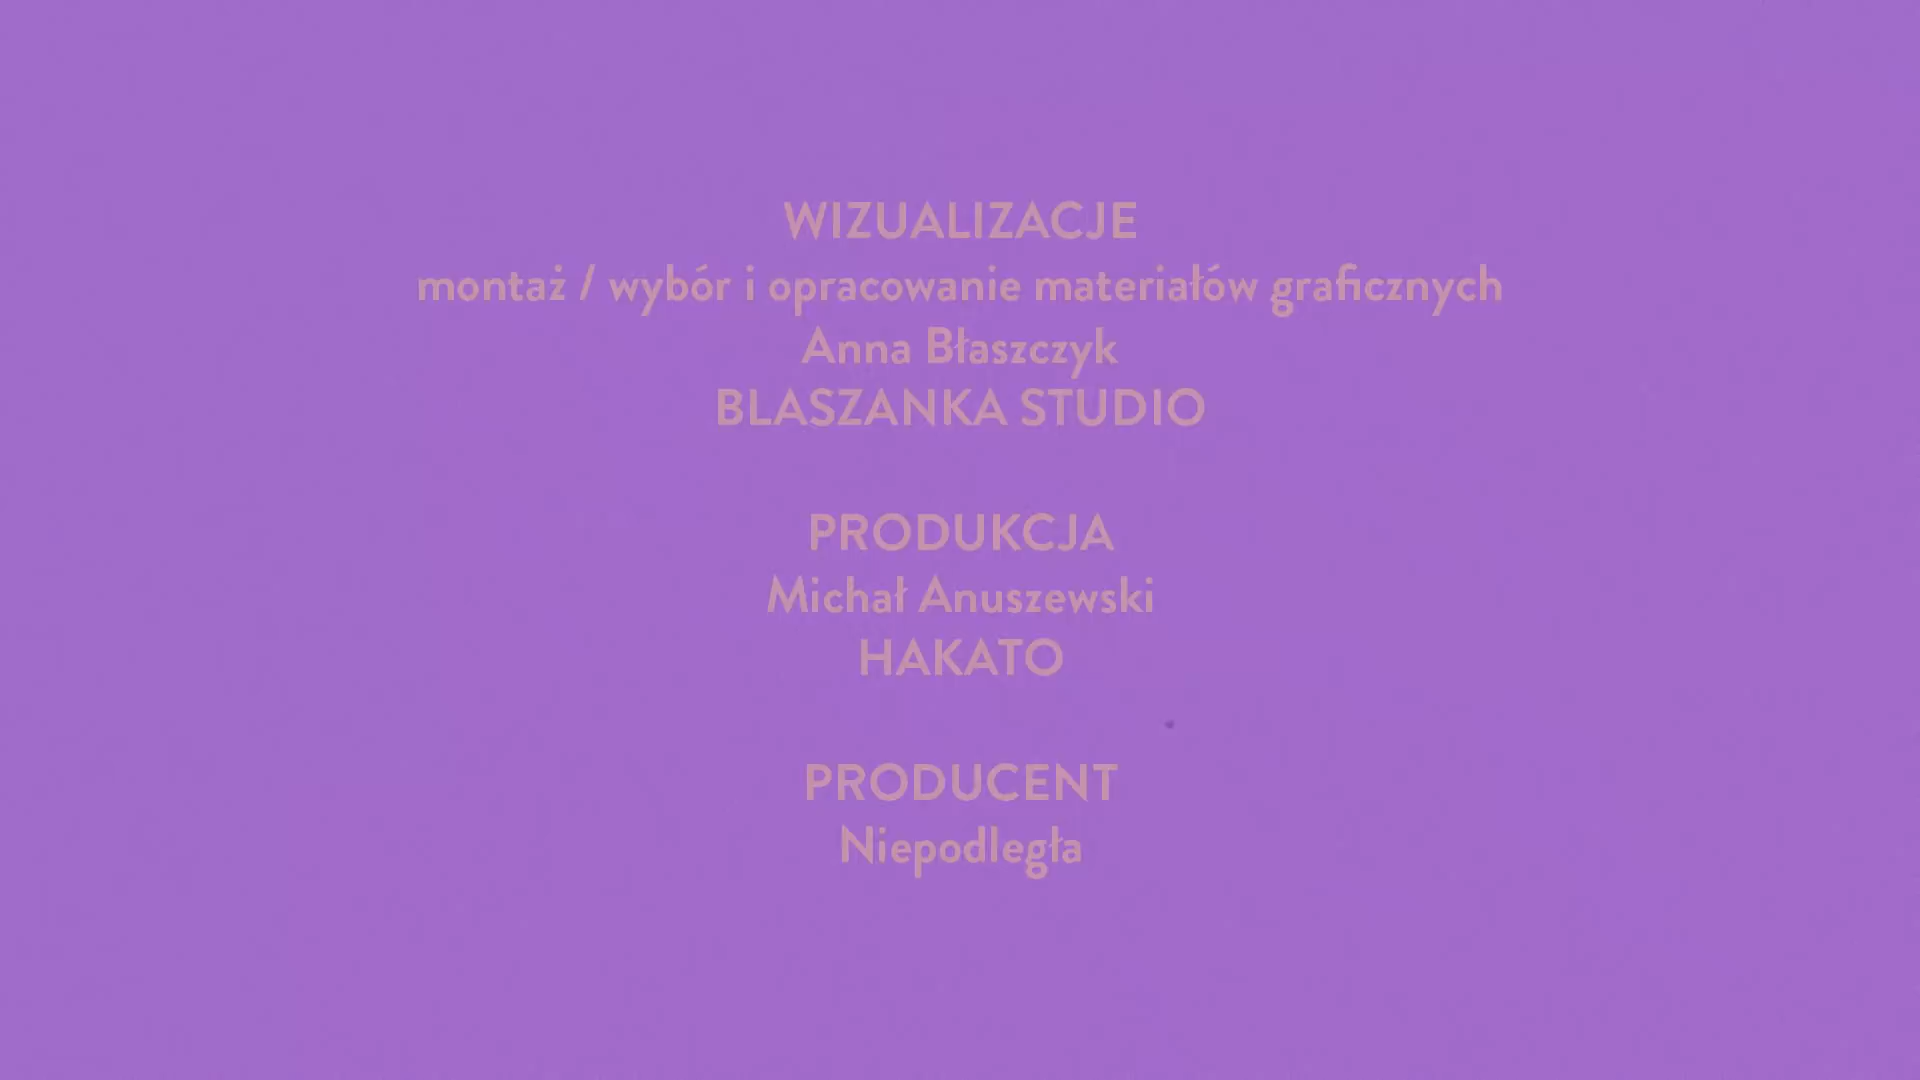 WIZUALIZACJE
montaż / wybór i opracowanie materiałów graficznych
Anna Błaszczyk
BLASZANKA STUDIO
PRODUKCJA
Michał Anuszewski
HAKATO
PRODUCENT
Niepodległa